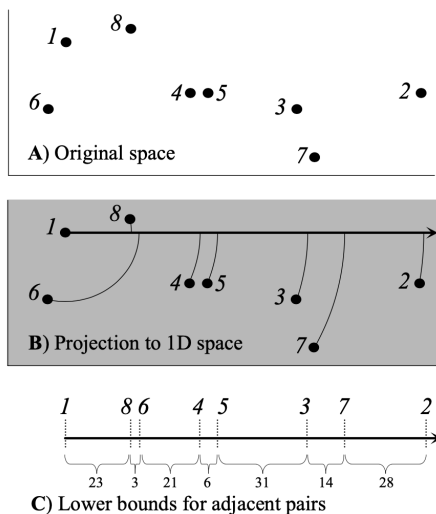 1 8
6 4 5 3 2
7
A) Original space
1 8
6 4 5 3 2
7
B) Projection to 1D space
1 8 6 4 5 3 7 2
23 3 21 6 31 14 28
C) Lower bounds for adjacent pairs